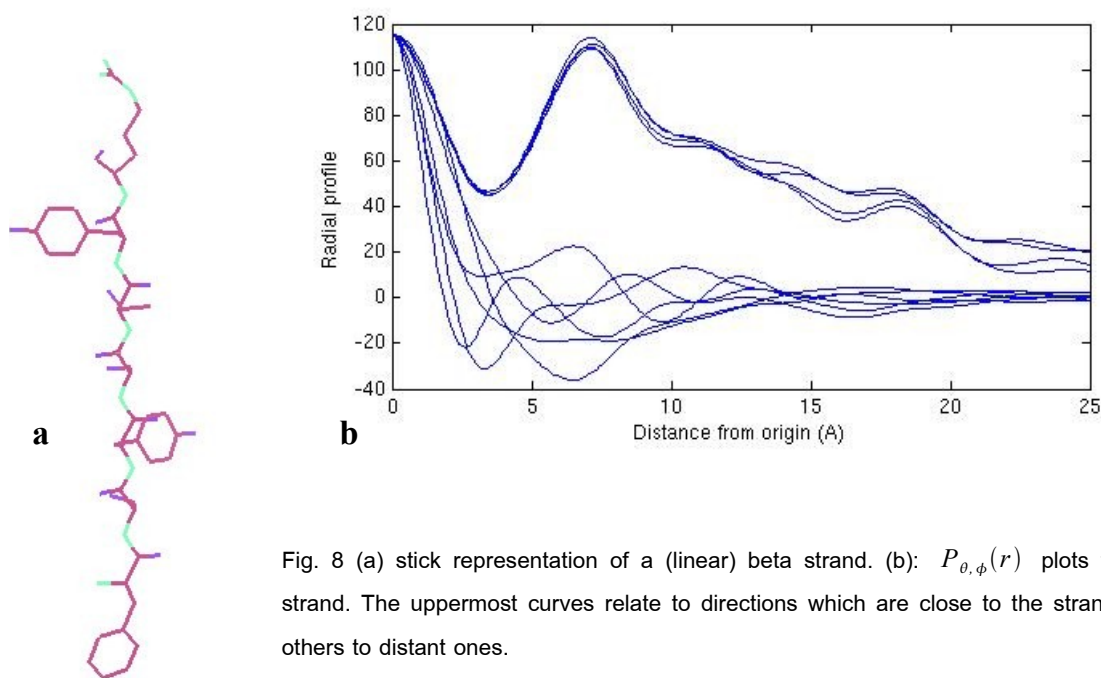 120
100
80
60
40
20
0
-20
-40
Radial profile
0 5 10 15 20 25
Distance from origin (A)
a
b
Fig. 8 (a) stick representation of a (linear) beta strand. (b): P_{θ,ϕ}(r) plots
strand. The uppermost curves relate to directions which are close to the stran
others to distant ones.